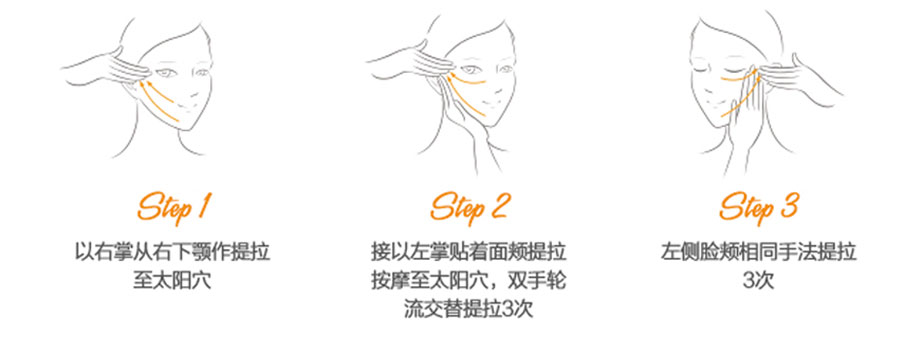 Step 1
以右掌从右下颚作提拉
至太阳穴
Step 2
接以左掌贴着面颊提拉
按摩至太阳穴，双手轮
流交替提拉3次
Step 3
左侧脸颊相同手法提拉
3次